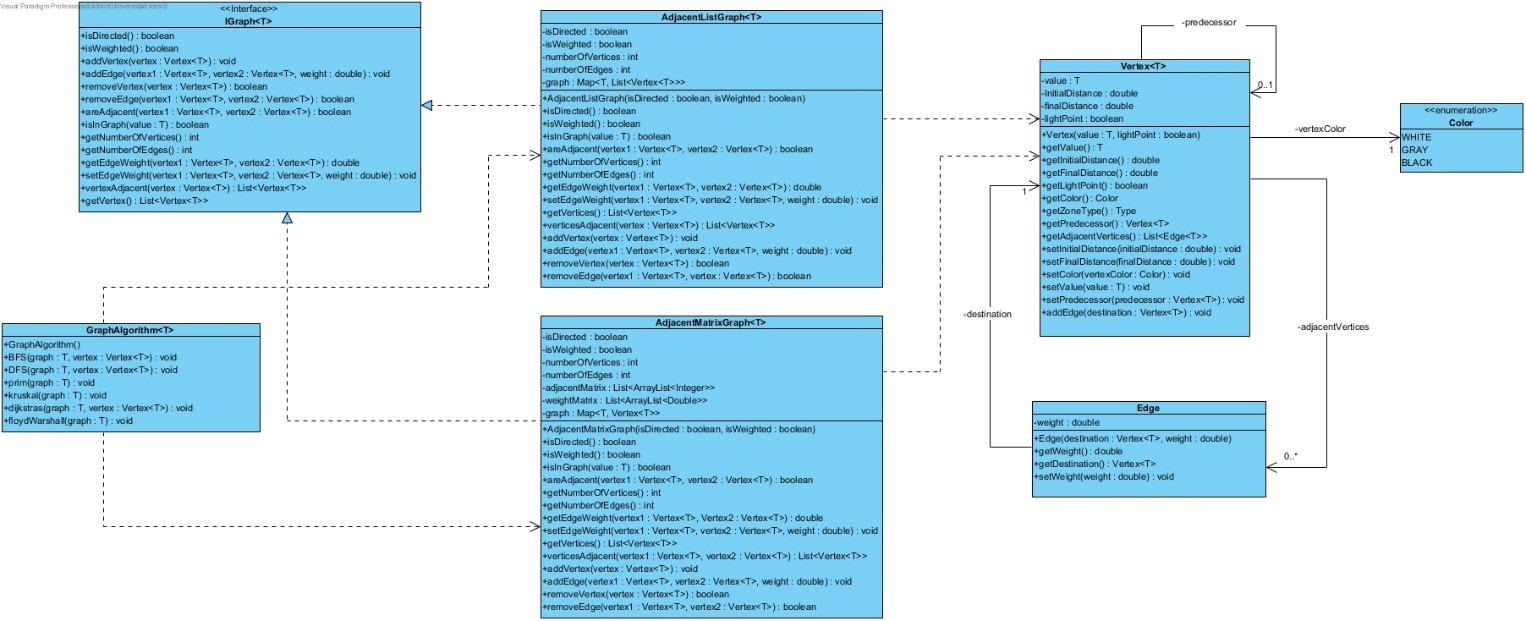 Visual Paradigm Professional(admin(Universidad Icesi))
<<Interface>>
IGraph<T>
+isDirected() : boolean
+isWeighted() : boolean
+addVertex(vertex : Vertex<T>) : void
+addEdge(vertex1 : Vertex<T>, vertex2 : Vertex<T>, weight : double) : void
+removeVertex(vertex : Vertex<T>) : boolean
+removeEdge(vertex1 : Vertex<T>, vertex2 : Vertex<T>) : boolean
+areAdjacent(vertex1 : Vertex<T>, vertex2 : Vertex<T>) : boolean
+isInGraph(value : T) : boolean
+getNumberOfVertices() : int
+getNumberOfEdges() : int
+getEdgeWeight(vertex1 : Vertex<T>, vertex2 : Vertex<T>) : double
+setEdgeWeight(vertex1 : Vertex<T>, vertex2 : Vertex<T>, weight : double) : void
+vertexAdjacent(vertex : Vertex<T>) : List<Vertex<T>>
+getVertex() : List<Vertex<T>>
AdjacentListGraph<T>
-isDirected : boolean
-isWeighted : boolean
-numberOfVertices : int
-numberOfEdges : int
-graph : Map<T, List<Vertex<T>>>
+AdjacentListGraph(isDirected : boolean, isWeighted : boolean)
+isDirected() : boolean
+isWeighted() : boolean
+isInGraph(value : T) : boolean
+areAdjacent(vertex1 : Vertex<T>, vertex2 : Vertex<T>) : boolean
+getNumberOfVertices() : int
+getNumberOfEdges() : int
+getEdgeWeight(vertex1 : Vertex<T>, vertex2 : Vertex<T>) : double
+setEdgeWeight(vertex1 : Vertex<T>, vertex2 : Vertex<T>, weight : double) : void
+getVertices() : List<Vertex<T>>
+verticesAdjacent(vertex : Vertex<T>) : List<Vertex<T>>
+addVertex(vertex : Vertex<T>) : void
+addEdge(vertex1 : Vertex<T>, vertex2 : Vertex<T>, weight : double) : void
+removeVertex(vertex : Vertex<T>) : boolean
+removeEdge(vertex1 : Vertex<T>, vertex : Vertex<T>) : boolean
GraphAlgorithm<T>
+GraphAlgorithm()
+BFS(graph : T, vertex : Vertex<T>) : void
+DFS(graph : T, vertex : Vertex<T>) : void
+prim(graph : T) : void
+kruskal(graph : T) : void
+dijkstras(graph : T, vertex : Vertex<T>) : void
+floydWarshall(graph : T) : void
AdjacentMatrixGraph<T>
-isDirected : boolean
-isWeighted : boolean
-numberOfVertices : int
-numberOfEdges : int
-adjacentMatrix : List<ArrayList<Integer>>
-weightMatrix : List<ArrayList<Double>>
-graph : Map<T, Vertex<T>>
+AdjacentMatrixGraph(isDirected : boolean, isWeighted : boolean)
+isDirected() : boolean
+isWeighted() : boolean
+isInGraph(value : T) : boolean
+areAdjacent(vertex1 : Vertex<T>, vertex2 : Vertex<T>) : boolean
+getNumberOfVertices() : int
+getNumberOfEdges() : int
+getEdgeWeight(vertex1 : Vertex<T>, Vertex2 : Vertex<T>) : double
+setEdgeWeight(vertex1 : Vertex<T>, vertex2 : Vertex<T>, weight : double) : void
+getVertices() : List<Vertex<T>>
+verticesAdjacent(vertex1 : Vertex<T>, vertex2 : Vertex<T>) : List<Vertex<T>>
+addVertex(vertex : Vertex<T>) : void
+addEdge(vertex1 : Vertex<T>, vertex2 : Vertex<T>, weight : double) : void
+removeVertex(vertex : Vertex<T>) : boolean
+removeEdge(vertex1 : Vertex<T>, vertex2 : Vertex<T>) : boolean
-predecessor
0..1
Vertex<T>
-value : T
-InitialDistance : double
-finalDistance : double
-lightPoint : boolean
+Vertex(value : T, lightPoint : boolean)
+getValue() : T
+getInitialDistance() : double
+getFinalDistance() : double
+getLightPoint() : boolean
+getColor() : Color
+getZoneType() : Type
+getPredecessor() : Vertex<T>
+getAdjacentVertices() : List<Edge<T>>
+setInitialDistance(initialDistance : double) : void
+setFinalDistance(finalDistance : double) : void
+setColor(vertexColor : Color) : void
+setValue(value : T) : void
+setPredecessor(predecessor : Vertex<T>) : void
+addEdge(destination : Vertex<T>) : void
-vertexColor
1
<<enumeration>>
Color
WHITE
GRAY
BLACK
1
-destination
-adjacentVertices
0..*
Edge
-weight : double
+Edge(destination : Vertex<T>, weight : double)
+getWeight() : double
+getDestination() : Vertex<T>
+setWeight(weight : double) : void